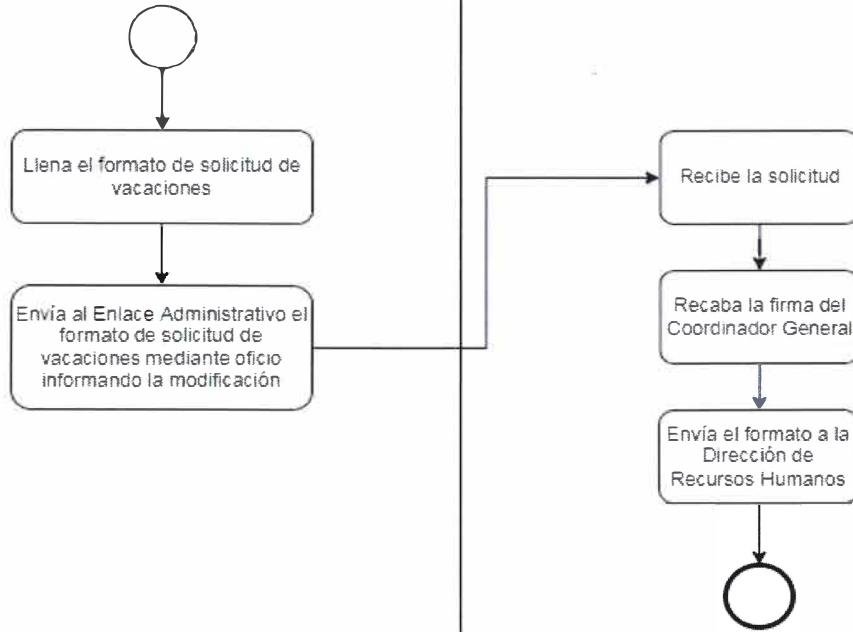 Llena el formato de solicitud de
vacaciones
Envía al Enlace Administrativo el
formato de solicitud de
vacaciones mediante oficio
informando la modificación
Recibe la solicitud
Recaba la firma del
Coordinador General
Envía el formato a la
Dirección de
Recursos Humanos